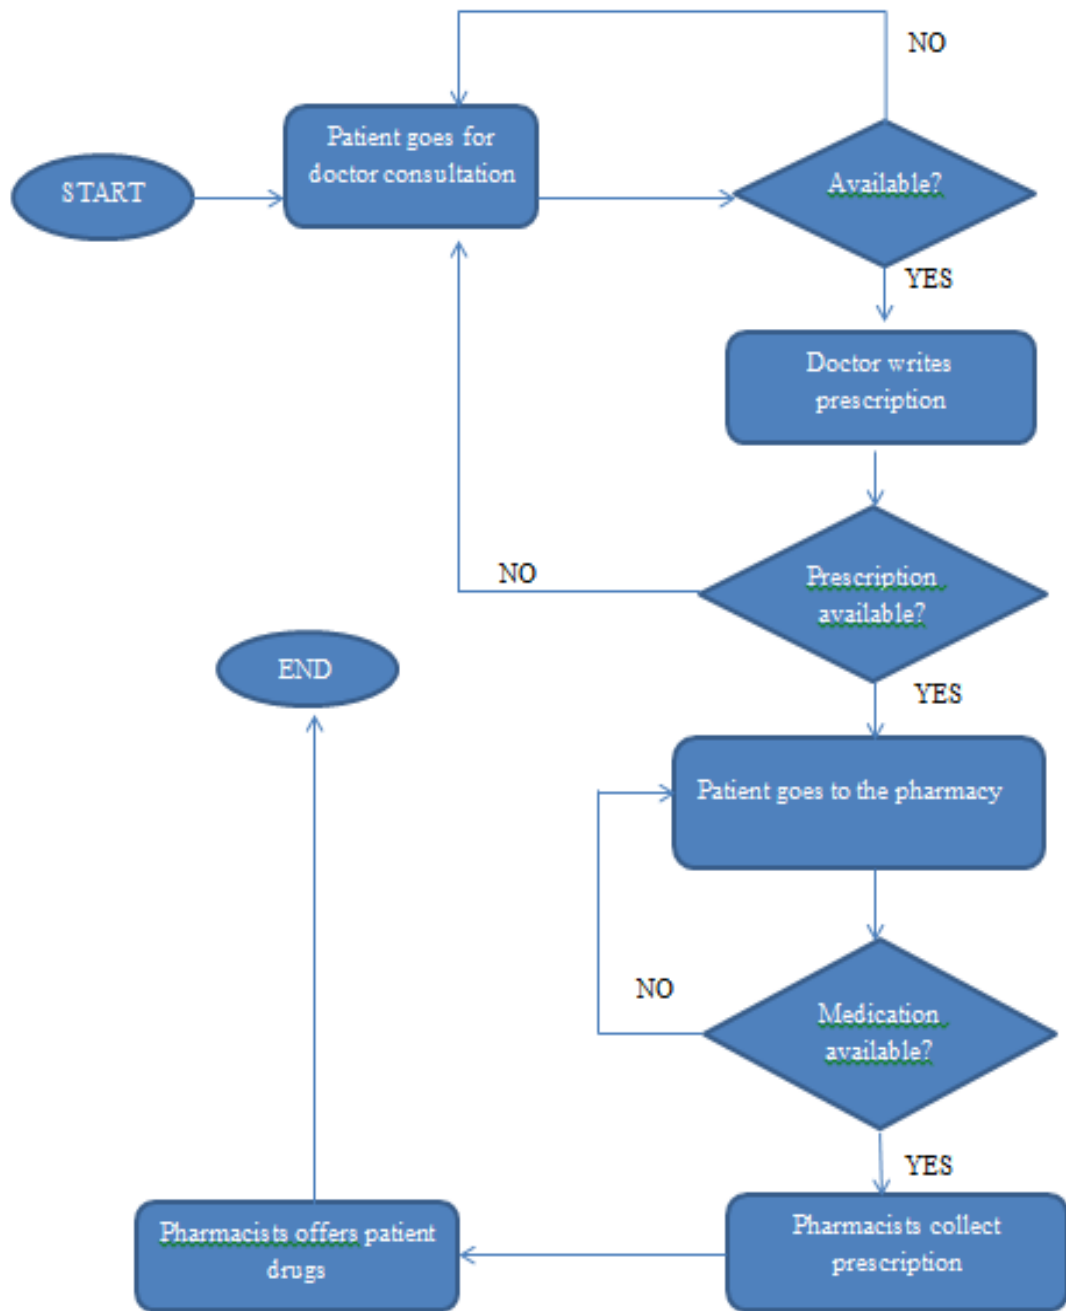 NO
Patient goes for
doctor consultation
START
Available?
YES
Doctor writes
prescription
NO
Prescription
available?
END
YES
Patient goes to the pharmacy
NO
Medication
available?
YES
Pharmacists offers patient
drugs
Pharmacists collect
prescription